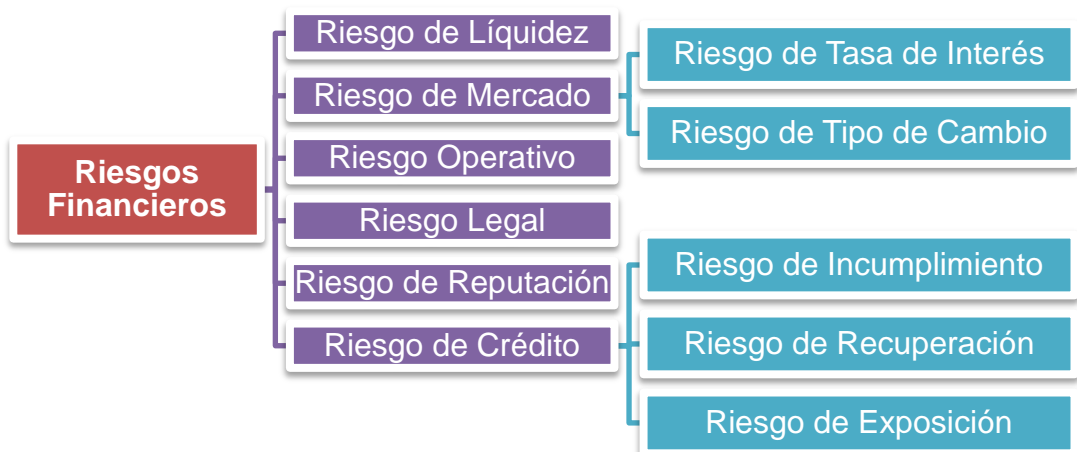 Riesgos
Financieros
Riesgo de Líquidez
Riesgo de Mercado
Riesgo Operativo
Riesgo Legal
Riesgo de Reputación
Riesgo de Crédito
Riesgo de Tasa de Interés
Riesgo de Tipo de Cambio
Riesgo de Incumplimiento
Riesgo de Recuperación
Riesgo de Exposición